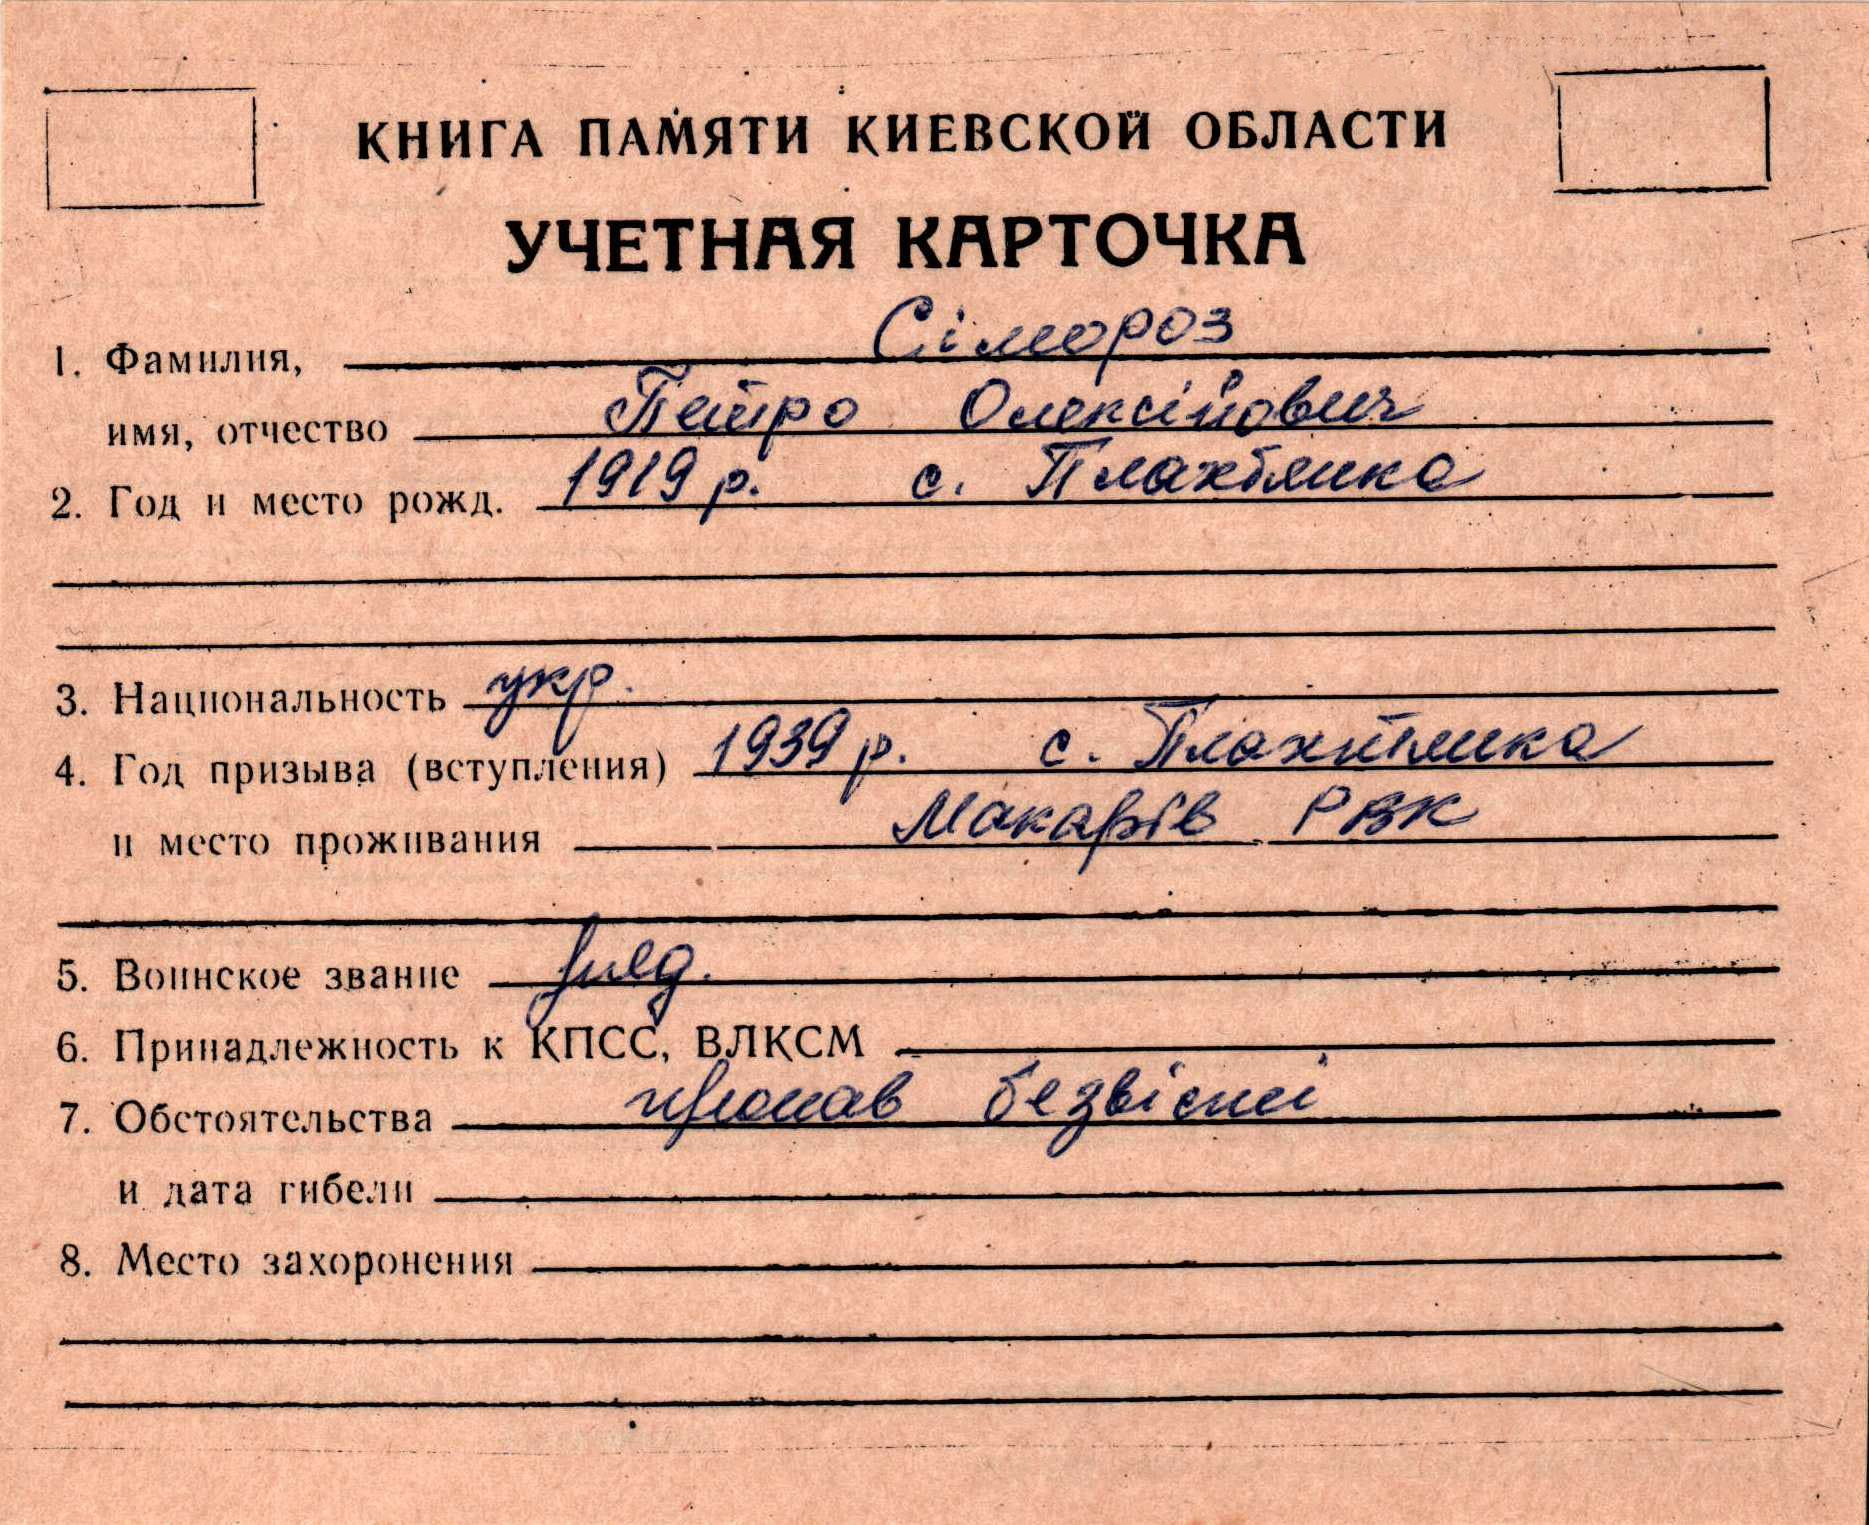 КНИГА ПАМЯТИ КИЕВСКОЙ ОБЛАСТИ
УЧЕТНАЯ КАРТОЧКА
1. Фамилия, Сімороз
имя, отчество Петро Олексійович
2. Год и место рожд. 1919 р. с. Плахтянка
3. Национальность укр.
4. Год призыва (вступления) 1939 р. с. Плахтянка
и место проживания Макарів РВК
5. Воинское звание
6. Принадлежность к КПСС, ВЛКСМ
7. Обстоятельства пропав безвісті
и дата гибели
8. Место захоронения